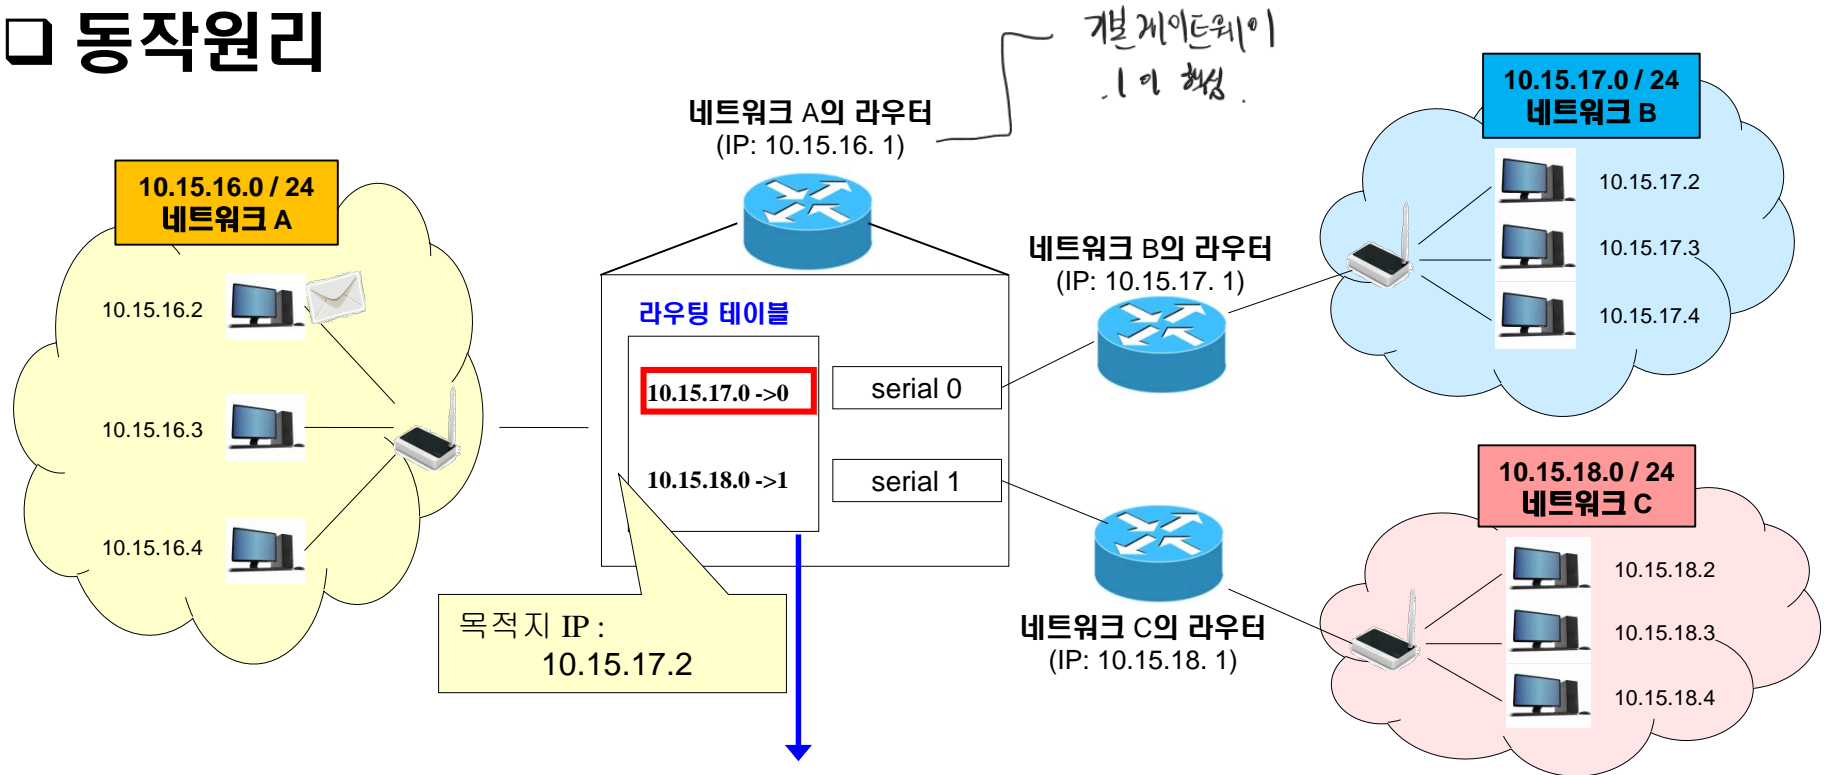 ❑ 동작원리
기본 게이트웨이
1 이 핵심.
네트워크 A의 라우터
(IP: 10.15.16. 1)
10.15.16.0 / 24
네트워크 A
10.15.16.2
10.15.16.3
10.15.16.4
라우팅 테이블
10.15.17.0 ->0
serial 0
10.15.18.0 ->1
serial 1
목적지 IP :
10.15.17.2
네트워크 B의 라우터
(IP: 10.15.17. 1)
10.15.17.0 / 24
네트워크 B
10.15.17.2
10.15.17.3
10.15.17.4
네트워크 C의 라우터
(IP: 10.15.18. 1)
10.15.18.0 / 24
네트워크 C
10.15.18.2
10.15.18.3
10.15.18.4